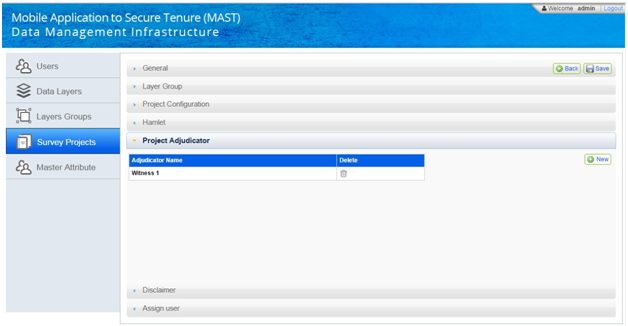 Mobile Application to Secure Tenure (MAST)
Data Management Infrastructure
Welcome admin | Logout
Users
Data Layers
Layers Groups
Survey Projects
Master Attribute
General
Back Save
Layer Group
Project Configuration
Hamlet
Project Adjudicator
Adjudicator Name Delete
New
Witness 1
Disclaimer
Assign user